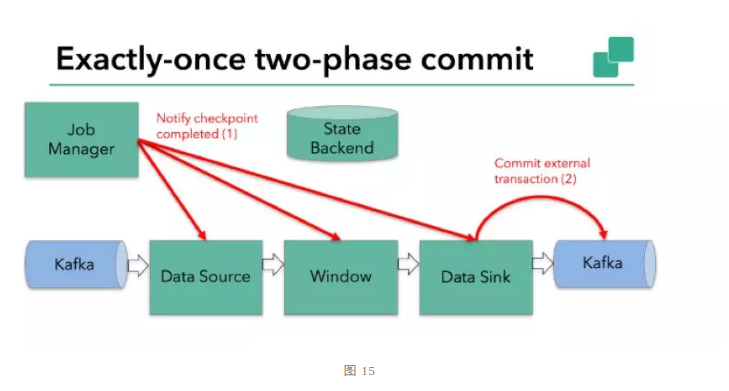 Exactly-once two-phase commit
Job
Manager
Notify checkpoint
completed (1)
State
Backend
Commit external
transaction (2)
Kafka
Data Source
Window
Data Sink
Kafka
图 15